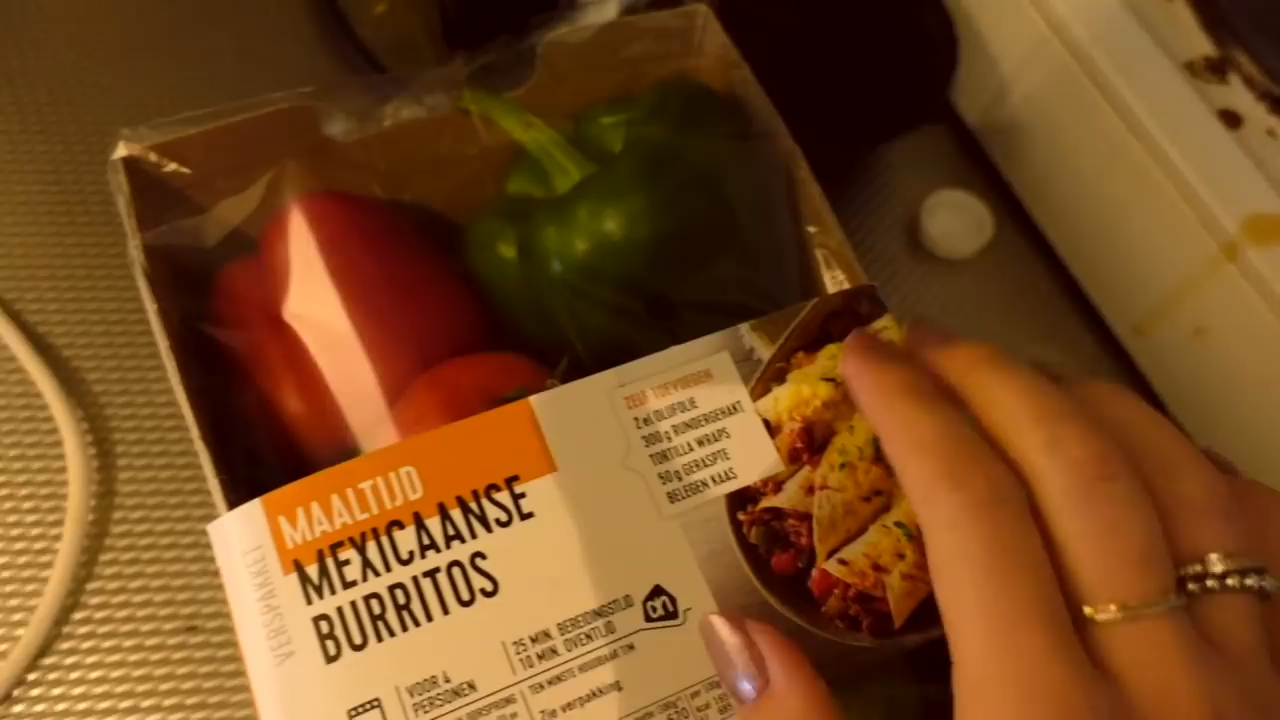 ZELF TOEVOEGEN
2 el OLIJFOLIE
300 g RUNDERGEHAKT
TORTILLA WRAPS
50 g GERASPTE
BELEGEN KAAS
MAALTIJD
MEXICAANSE
BURRITOS
VERSPAKKET
ah
25 MIN. BEREIDINGSTIJD
10 MIN. OVENTIJD
VOOR 4
PERSONEN
TEN MINSTE HOUDBAAR T/M
Zie verpakking